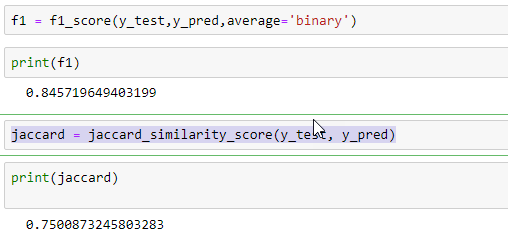 f1 = f1_score(y_test,y_pred,average='binary')
print(f1)
0.845719649403199
jaccard = jaccard_similarity_score(y_test, y_pred)
print(jaccard)
0.7500873245803283